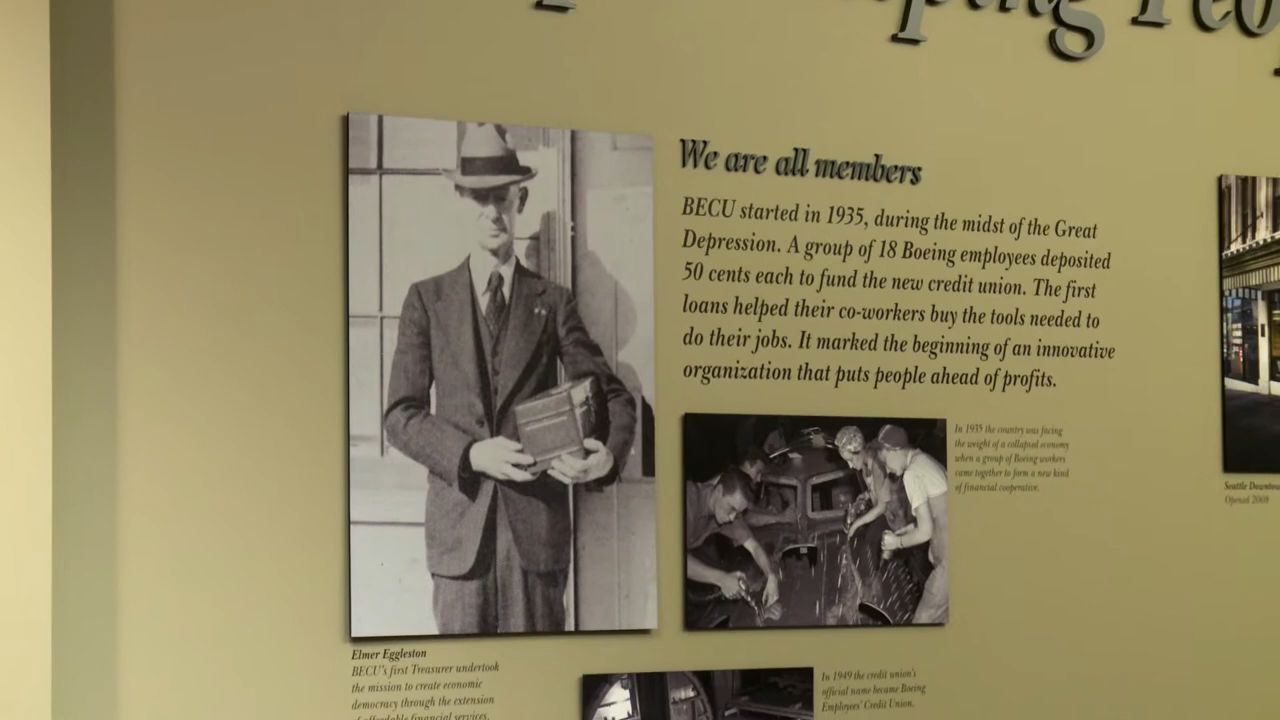 We are all members
BECU started in 1935, during the midst of the Great
Depression. A group of 18 Boeing employees deposited
50 cents each to fund the new credit union. The first
loans helped their co-workers buy the tools needed to
do their jobs. It marked the beginning of an innovative
organization that puts people ahead of profits.
In 1935 the country was facing
the weight of a collapsed economy
when a group of Boeing workers
came together to form a new kind
of financial cooperative.
Seattle
Opened 2008
Elmer Eggleston
BECU's first Treasurer undertook
the mission to create economic
democracy through the extension
of affordable financial services.
In 1949 the credit union's
official name became Boeing
Employees' Credit Union.